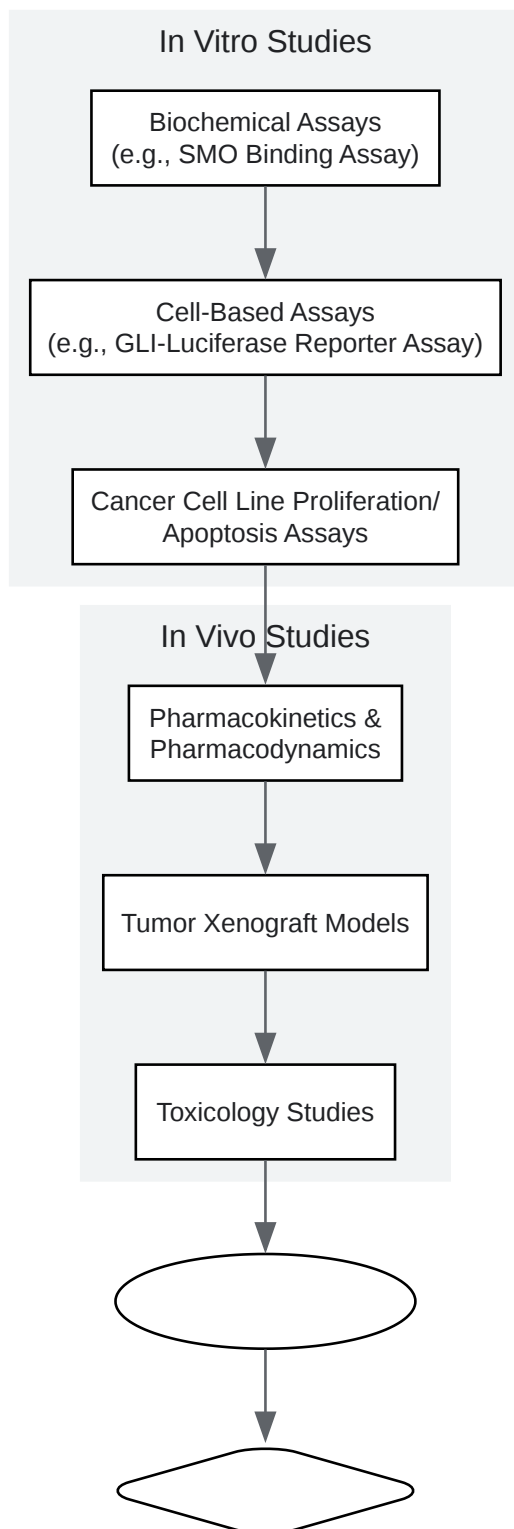 In Vitro Studies
Biochemical Assays
(e.g., SMO Binding Assay)
Cell-Based Assays
(e.g., GLI-Luciferase Reporter Assay)
Cancer Cell Line Proliferation/
Apoptosis Assays
In Vivo Studies
Pharmacokinetics &
Pharmacodynamics
Tumor Xenograft Models
Toxicology Studies